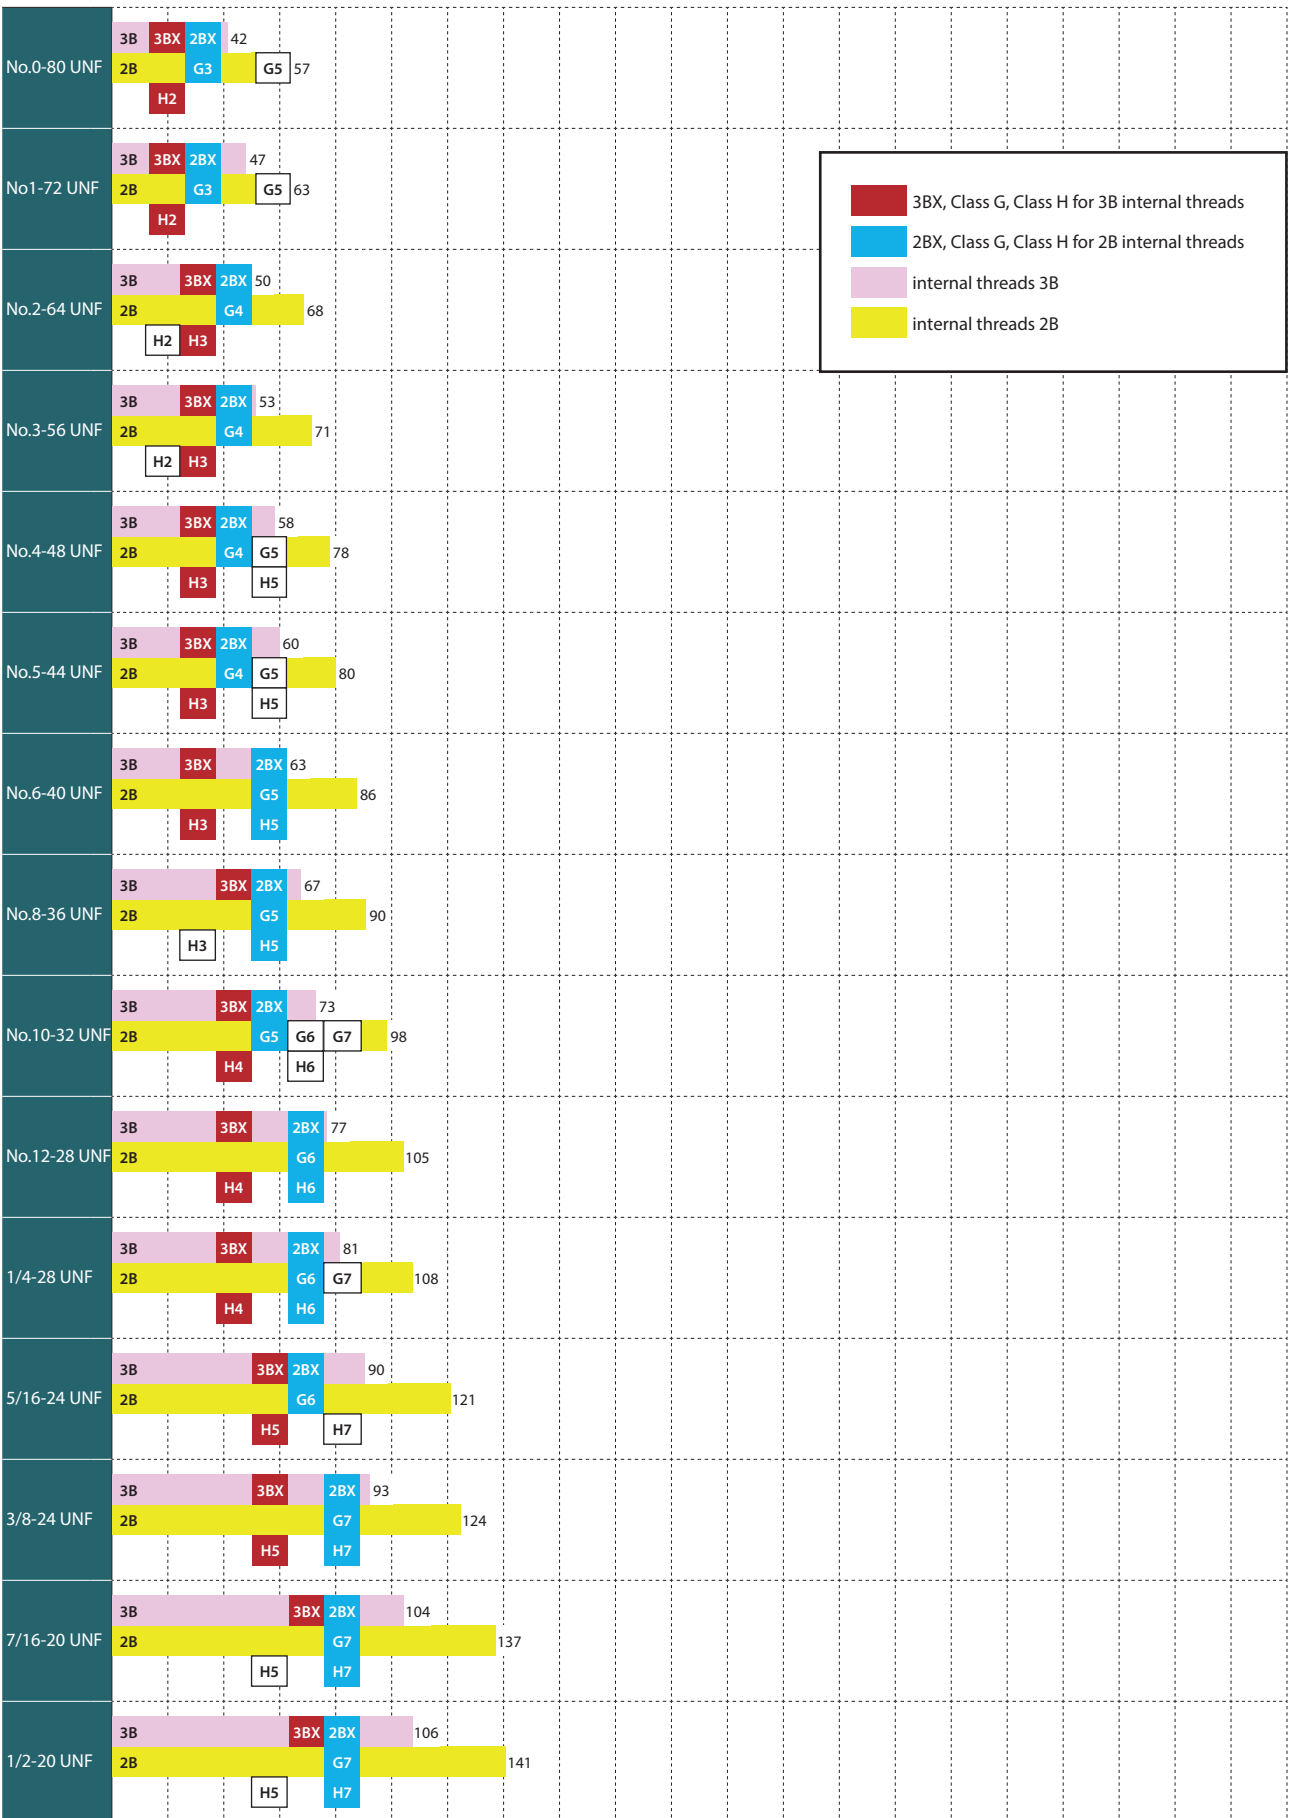 3B 3BX 2BX 42
No.0-80 UNF 2B G3 G5 57
H2
3B 3BX 2BX 47
No1-72 UNF 2B G3 G5 63
H2
3BX, Class G, Class H for 3B internal threads
2BX, Class G, Class H for 2B internal threads
internal threads 3B
internal threads 2B
3B 3BX 2BX 50
No.2-64 UNF 2B G4 68
H2 H3
3B 3BX 2BX 53
No.3-56 UNF 2B G4 71
H2 H3
3B 3BX 2BX 58
No.4-48 UNF 2B G4 G5 78
H3 H5
3B 3BX 2BX 60
No.5-44 UNF 2B G4 G5 80
H3 H5
3B 3BX 2BX 63
No.6-40 UNF 2B G5 86
H3 H5
3B 3BX 2BX 67
No.8-36 UNF 2B G5 90
H3 H5
3B 3BX 2BX 73
No.10-32 UNF 2B G5 G6 G7 98
H4 H6
3B 3BX 2BX 77
No.12-28 UNF 2B G6 105
H4 H6
3B 3BX 2BX 81
1/4-28 UNF 2B G6 G7 108
H4 H6
3B 3BX 2BX 90
5/16-24 UNF 2B G6 121
H5 H7
3B 3BX 2BX 93
3/8-24 UNF 2B G7 124
H5 H7
3B 3BX 2BX 104
7/16-20 UNF 2B G7 137
H5 H7
3B 3BX 2BX 106
1/2-20 UNF 2B G7 141
H5 H7